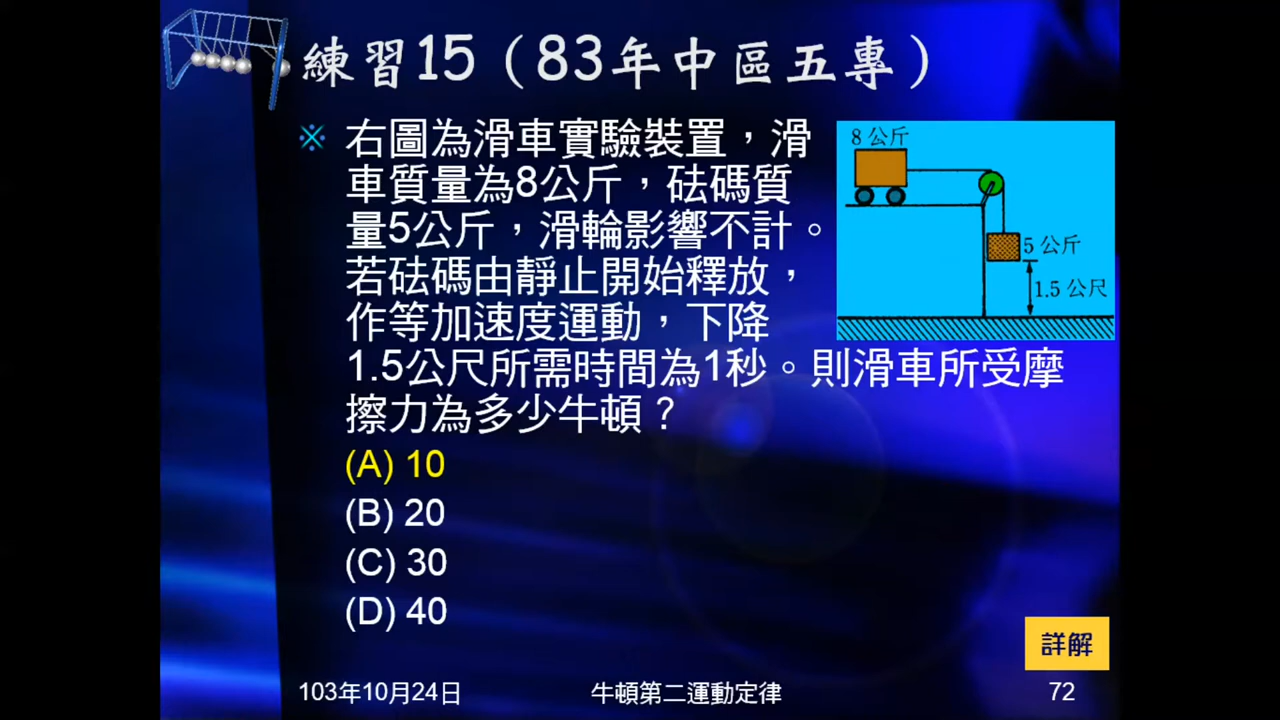 練習15（83年中區五專）
※ 右圖為滑車實驗裝置，滑
車質量為8公斤，砝碼質
量5公斤，滑輪影響不計。
若砝碼由靜止開始釋放，
作等加速度運動，下降
1.5公尺所需時間為1秒。則滑車所受摩
擦力為多少牛頓？
8 公斤
5 公斤
1.5 公尺
(A) 10
(B) 20
(C) 30
(D) 40
詳解
103年10月24日
牛頓第二運動定律
72